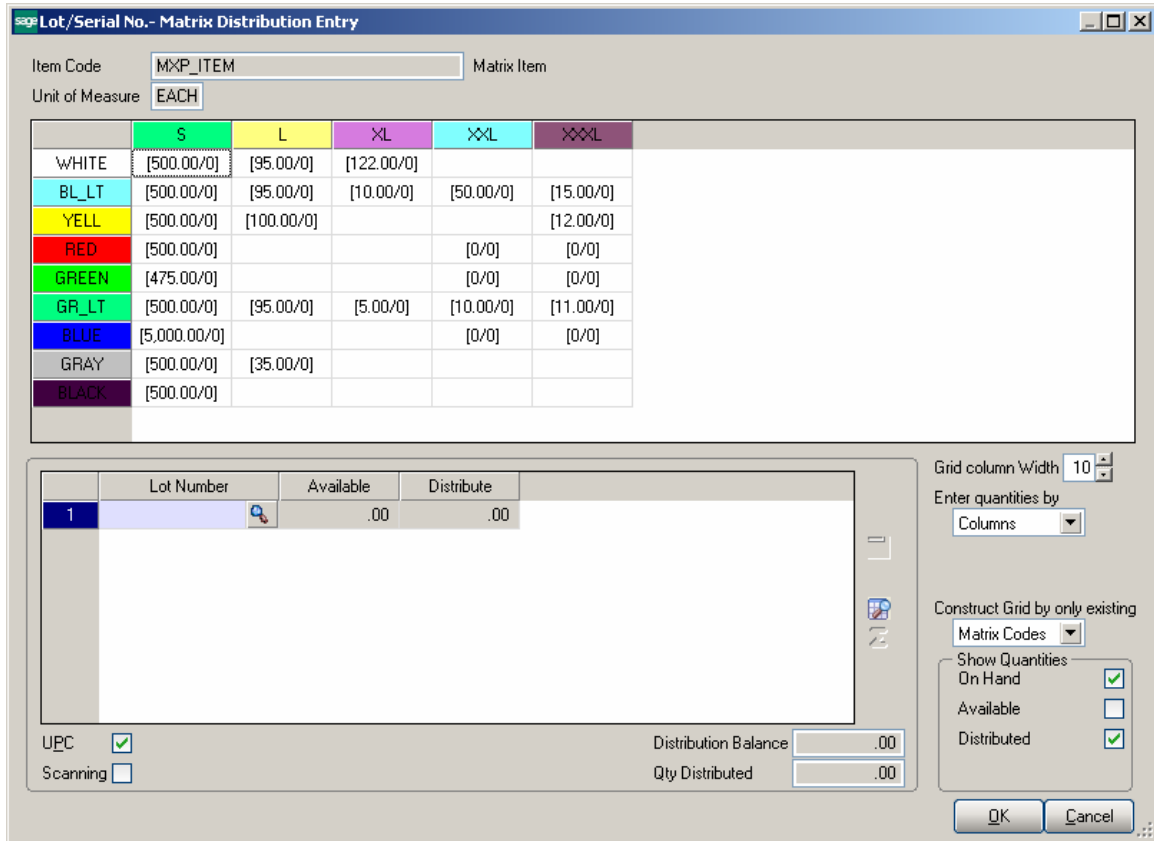 sage Lot/Serial No.- Matrix Distribution Entry
Item Code MXP_ITEM Matrix Item
Unit of Measure EACH
S L XL XXL XXXL
WHITE [500.00/0] [95.00/0] [122.00/0]
BL_LT [500.00/0] [95.00/0] [10.00/0] [50.00/0] [15.00/0]
YELL [500.00/0] [100.00/0] [12.00/0]
RED [500.00/0] [0/0] [0/0]
GREEN [475.00/0] [0/0] [0/0]
GR_LT [500.00/0] [95.00/0] [5.00/0] [10.00/0] [11.00/0]
BLUE [5,000.00/0] [0/0] [0/0]
GRAY [500.00/0] [35.00/0]
BLACK [500.00/0]
Lot Number Available Distribute
1 .00 .00
Grid column Width 10
Enter quantities by
Columns
Construct Grid by only existing
Matrix Codes
Show Quantities
On Hand
Available
Distributed
UPC Distribution Balance .00
Scanning Qty Distributed .00
OK Cancel